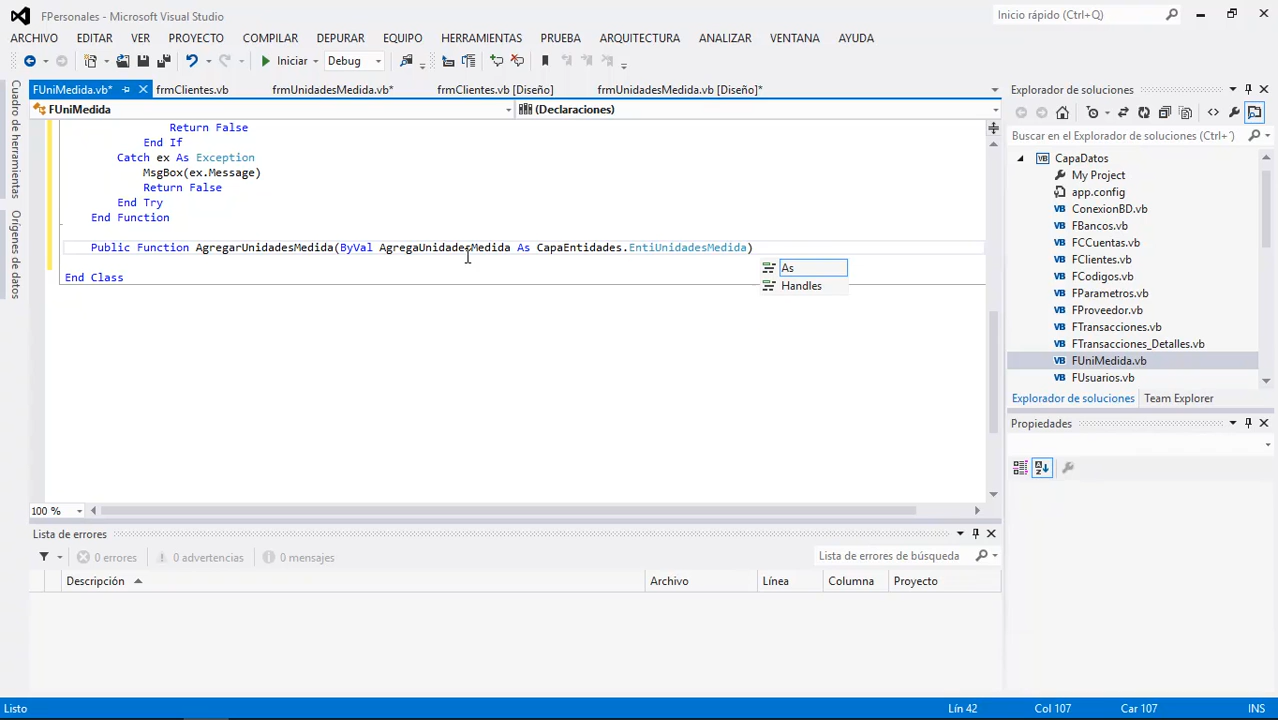 FPersonales - Microsoft Visual Studio
Inicio rápido (Ctrl+Q)
ARCHIVO EDITAR VER PROYECTO COMPILAR DEPURAR EQUIPO HERRAMIENTAS PRUEBA ARQUITECTURA ANALIZAR VENTANA AYUDA
Iniciar Debug
FUniMedida.vb* frmClientes.vb frmUnidadesMedida.vb* frmClientes.vb [Diseño] frmUnidadesMedida.vb [Diseño]*
FUniMedida (Declaraciones)
Cuadro de herramientas
Orígenes de datos
Return False
End If
Catch ex As Exception
MsgBox(ex.Message)
Return False
End Try
End Function
Public Function AgregarUnidadesMedida(ByVal AgregaUnidadesMedida As CapaEntidades.EntiUnidadesMedida)
As
Handles
End Class
100 %
Explorador de soluciones
Buscar en el Explorador de soluciones (Ctrl+´)
CapaDatos
My Project
app.config
ConexionBD.vb
FBancos.vb
FCCuentas.vb
FClientes.vb
FCodigos.vb
FParametros.vb
FProveedor.vb
FTransacciones.vb
FTransacciones_Detalles.vb
FUniMedida.vb
FUsuarios.vb
Explorador de soluciones Team Explorer
Propiedades
Lista de errores
0 errores 0 advertencias 0 mensajes
Lista de errores de búsqueda
Descripción Archivo Línea Columna Proyecto
Listo Lín 42 Col 107 Car 107 INS